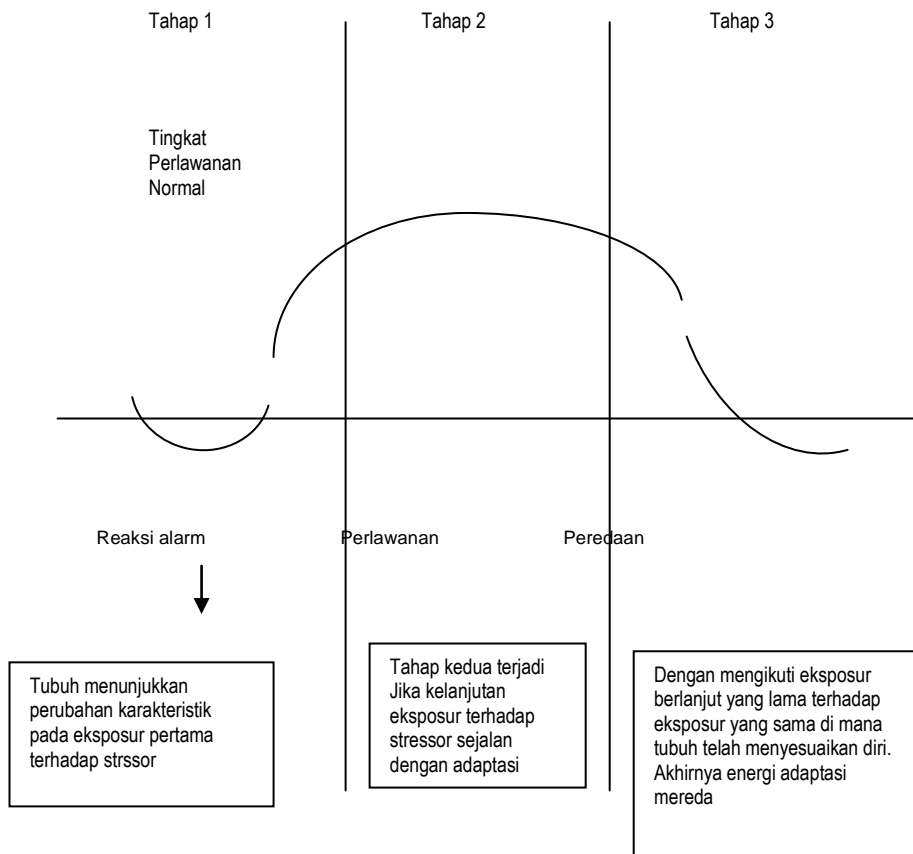 Tahap 1
Tahap 2
Tahap 3
Tingkat
Perlawanan
Normal
Reaksi alarm
Perlawanan
Peredaan
Tubuh menunjukkan
perubahan karakteristik
pada eksposur pertama
terhadap strssor
Tahap kedua terjadi
Jika kelanjutan
eksposur terhadap
stressor sejalan
dengan adaptasi
Dengan mengikuti eksposur
berlanjut yang lama terhadap
eksposur yang sama di mana
tubuh telah menyesuaikan diri.
Akhirnya energi adaptasi
mereda